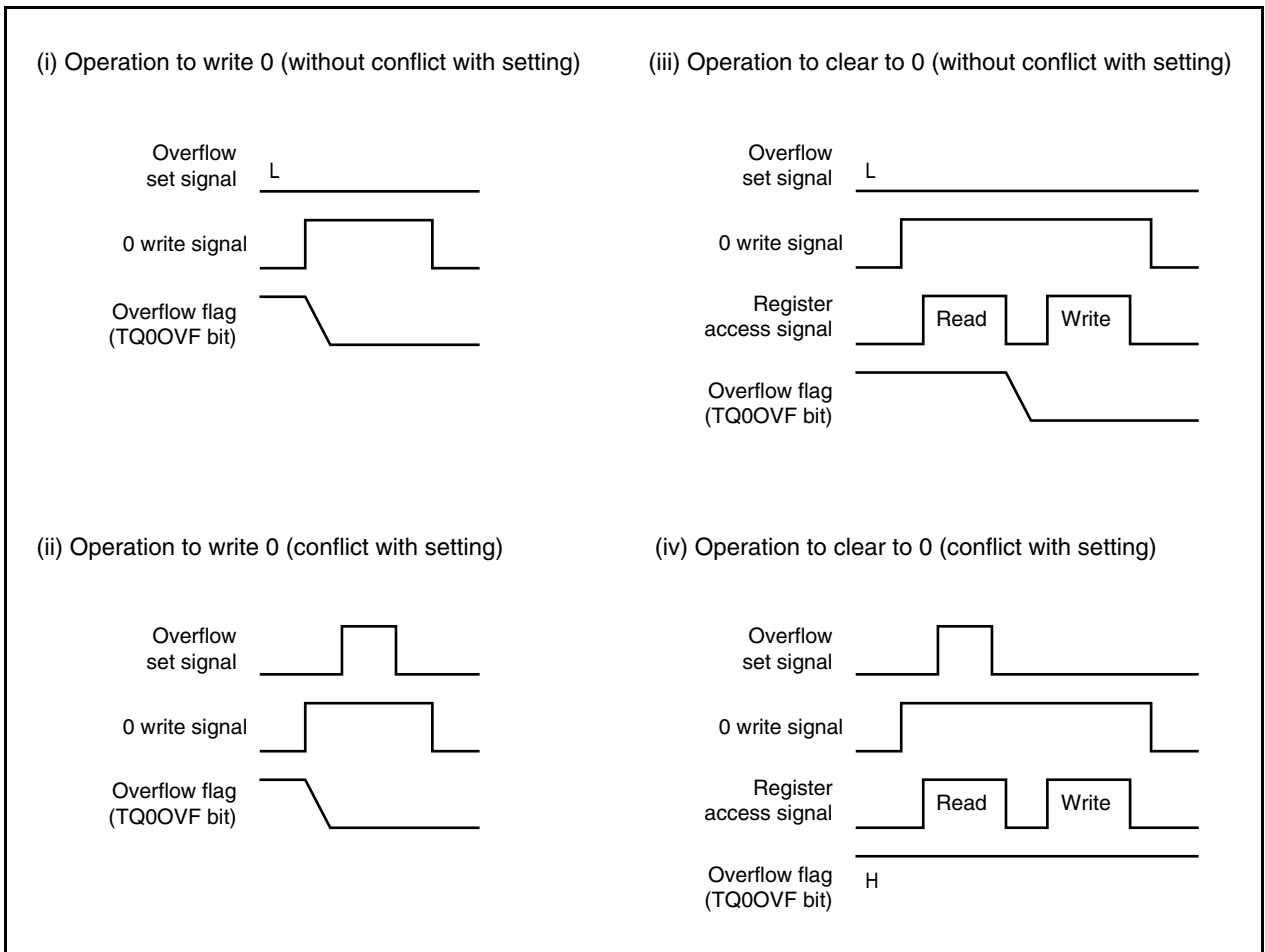 (i) Operation to write 0 (without conflict with setting)
Overflow
set signal
L
0 write signal
Overflow flag
(TQ0OVF bit)
(iii) Operation to clear to 0 (without conflict with setting)
Overflow
set signal
L
0 write signal
Register
access signal
Read
Write
Overflow flag
(TQ0OVF bit)
(ii) Operation to write 0 (conflict with setting)
Overflow
set signal
0 write signal
Overflow flag
(TQ0OVF bit)
(iv) Operation to clear to 0 (conflict with setting)
Overflow
set signal
0 write signal
Register
access signal
Read
Write
Overflow flag
(TQ0OVF bit)
H